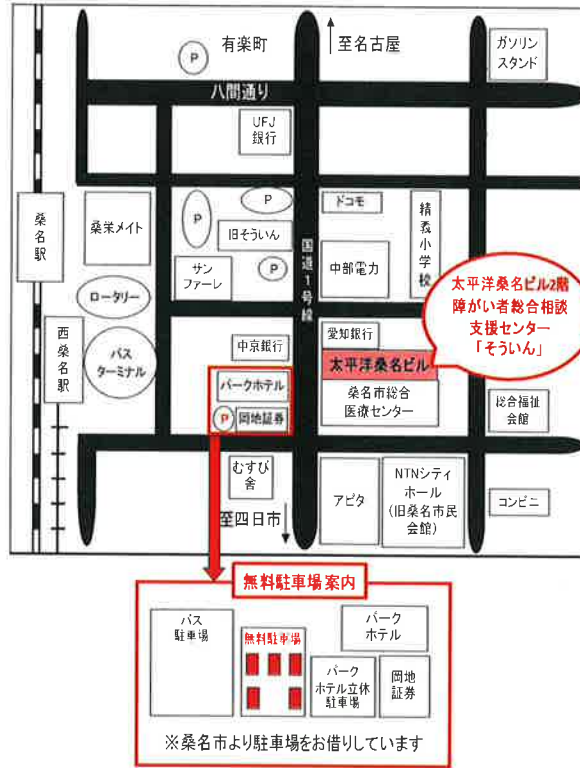 有楽町
至名古屋
ガソリン
スタンド
P
八間通り
UFJ
銀行
桑名駅
桑栄メイト
P
P
旧そういん
サン
ファーレ
P
国道1号線
ドコモ
中部電力
精義小学校
太平洋桑名ビル2階
障がい者総合相談
支援センター
「そういん」
ロータリー
西桑名駅
バス
ターミナル
中京銀行
愛知銀行
太平洋桑名ビル
パークホテル
P
岡地証券
桑名市総合
医療センター
総合福祉
会館
むすび
舎
至四日市
アピタ
NTNシティ
ホール
(旧桑名市民
会館)
コンビニ
無料駐車場案内
バス
駐車場
無料駐車場
パーク
ホテル
パーク
ホテル立体
駐車場
岡地
証券
※桑名市より駐車場をお借りしています